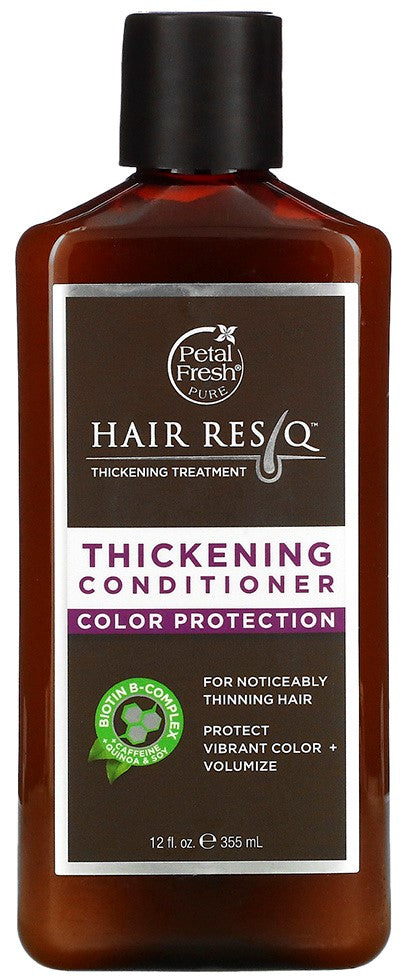 Petal
Fresh®
PURE
HAIR RESQ™
THICKENING TREATMENT
THICKENING
CONDITIONER
COLOR PROTECTION
BIOTIN B-COMPLEX
+ CAFFEINE
+ QUINOA & SOY
FOR NOTICEABLY
THINNING HAIR
PROTECT
VIBRANT COLOR +
VOLUMIZE
12 fl. oz. ℮ 355 mL